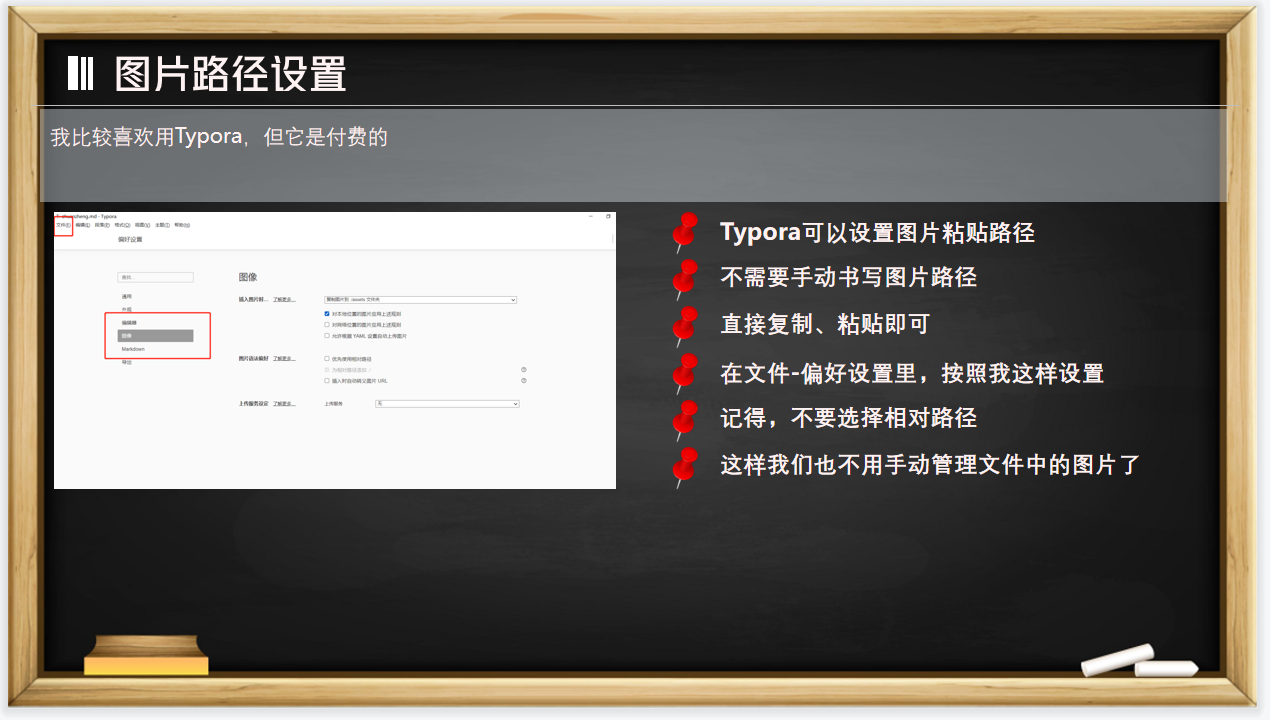 图片路径设置
我比较喜欢用Typora，但它是付费的
zhunsheng.md - Typora
文件(F) 编辑(E) 段落(P) 格式(O) 视图(V) 主题(T) 帮助(H)
偏好设置
查找...
通用
外观
编辑器
图像
Markdown
导出
图像
插入图片时... 了解更多...
复制图片到 ./assets 文件夹
对本地位置的图片应用上述规则
对网络位置的图片应用上述规则
允许根据 YAML 设置自动上传图片
图片语法偏好 了解更多...
优先使用相对路径
为相对路径添加 ./
插入时自动转义图片 URL
上传服务设定 了解更多...
上传服务
无
Typora可以设置图片粘贴路径
不需要手动书写图片路径
直接复制、粘贴即可
在文件-偏好设置里，按照我这样设置
记得，不要选择相对路径
这样我们也不用手动管理文件中的图片了